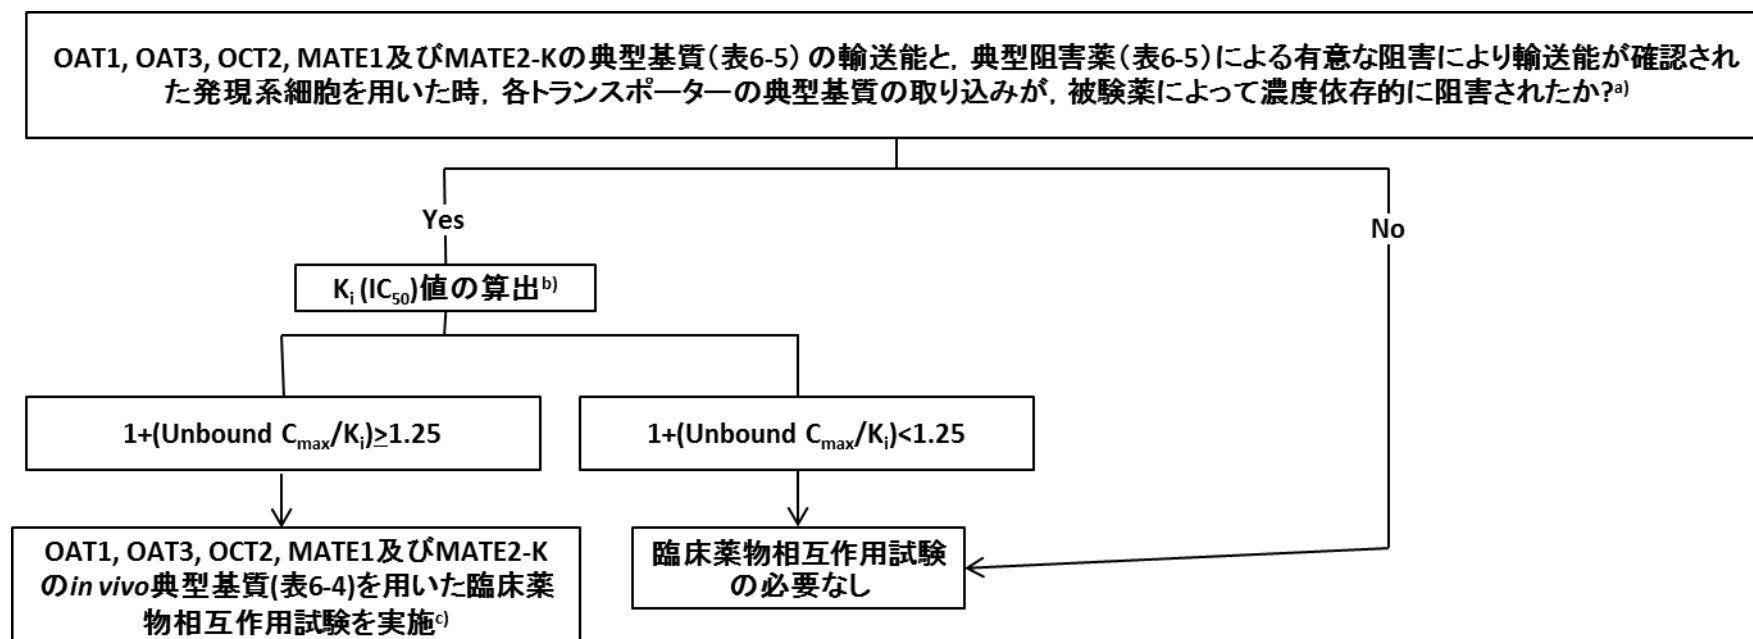 OAT1, OAT3, OCT2, MATE1及びMATE2-Kの典型基質（表6-5）の輸送能と，典型阻害薬（表6-5）による有意な阻害により輸送能が確認され
た発現系細胞を用いた時，各トランスポーターの典型基質の取り込みが，被験薬によって濃度依存的に阻害されたか?a)
Yes
No
Ki (IC50)値の算出b)
1+(Unbound Cmax/Ki)≥1.25
1+(Unbound Cmax/Ki)<1.25
OAT1, OAT3, OCT2, MATE1及びMATE2-K
のin vivo典型基質(表6-4)を用いた臨床薬
物相互作用試験を実施c)
臨床薬物相互作用試験
の必要なし